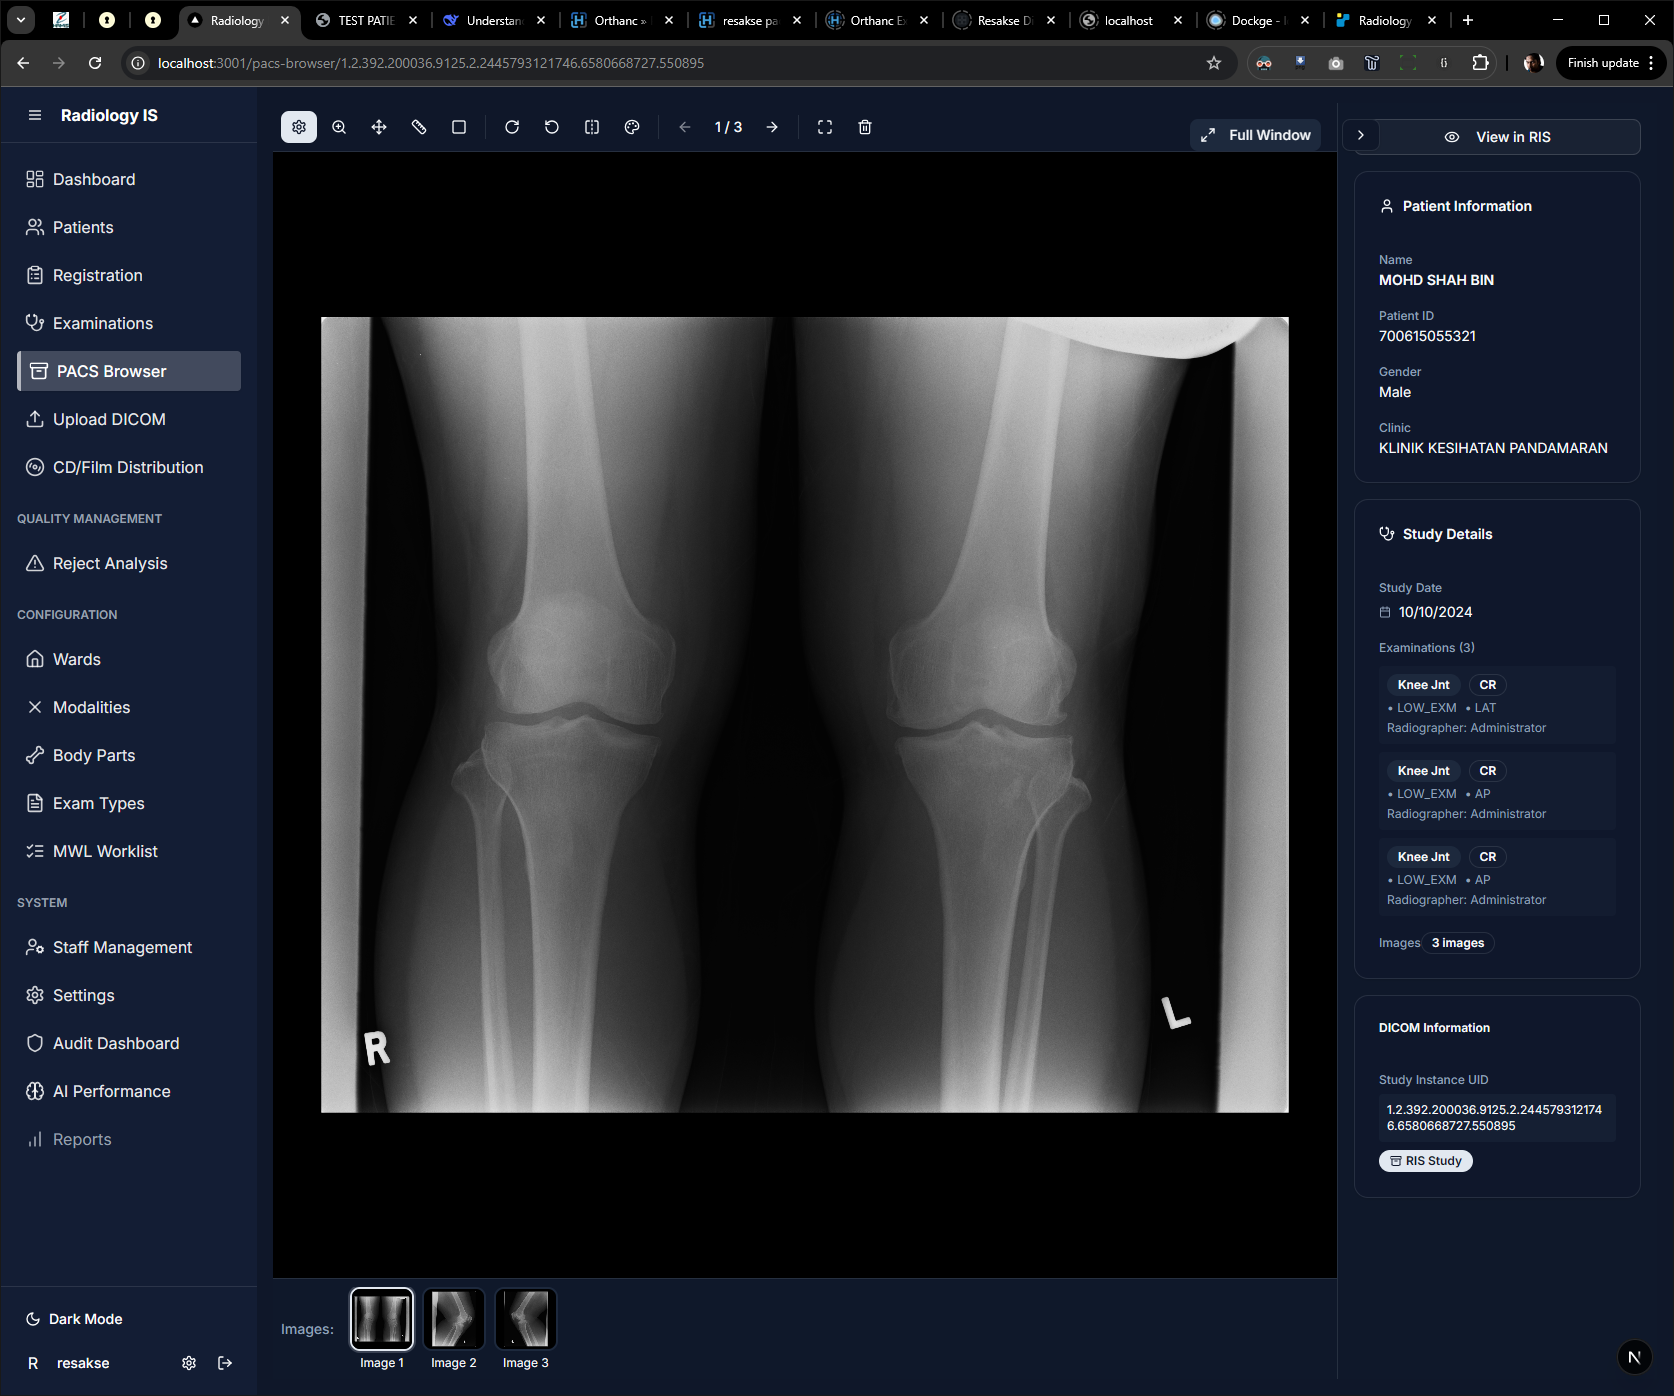 Radiology
TEST PATIE
Understan
Orthanc »
resakse pa
Orthanc Ex
Resakse Di
localhost
Dockge -
Radiology
localhost:3001/pacs-browser/1.2.392.200036.9125.2.2445793121746.6580668727.550895
Finish update
Radiology IS
Dashboard
Patients
Registration
Examinations
PACS Browser
Upload DICOM
CD/Film Distribution
QUALITY MANAGEMENT
Reject Analysis
CONFIGURATION
Wards
Modalities
Body Parts
Exam Types
MWL Worklist
SYSTEM
Staff Management
Settings
Audit Dashboard
AI Performance
Reports
Dark Mode
R resakse
1 / 3
Full Window
R
L
Images:
Image 1
Image 2
Image 3
View in RIS
Patient Information
Name
MOHD SHAH BIN
Patient ID
700615055321
Gender
Male
Clinic
KLINIK KESIHATAN PANDAMARAN
Study Details
Study Date
10/10/2024
Examinations (3)
Knee Jnt CR
• LOW_EXM • LAT
Radiographer: Administrator
Knee Jnt CR
• LOW_EXM • AP
Radiographer: Administrator
Knee Jnt CR
• LOW_EXM • AP
Radiographer: Administrator
Images 3 images
DICOM Information
Study Instance UID
1.2.392.200036.9125.2.244579312174
6.6580668727.550895
RIS Study
N